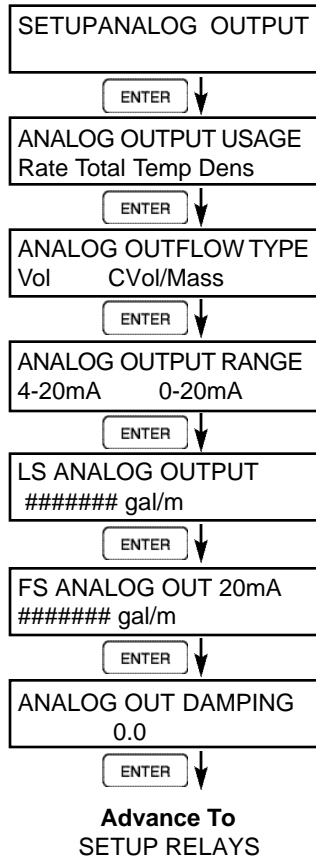 SETUPANALOG OUTPUT
ENTER
ANALOG OUTPUT USAGE
Rate Total Temp Dens
ENTER
ANALOG OUTFLOW TYPE
Vol CVol/Mass
ENTER
ANALOG OUTPUT RANGE
4-20mA 0-20mA
ENTER
LS ANALOG OUTPUT
####### gal/m
ENTER
FS ANALOG OUT 20mA
####### gal/m
ENTER
ANALOG OUT DAMPING
0.0
ENTER
Advance To
SETUP RELAYS